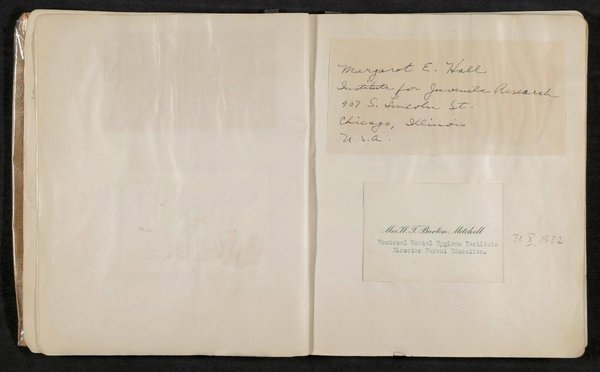 Margaret E. Hall
Institute for Juvenile Research
907 S. Lincoln St.
Chicago, Illinois
U.S.A.
Mrs. W. T. Burton Mitchell
Montreal Mental Hygiene Institute
Director Parent Education.
31 X 1932